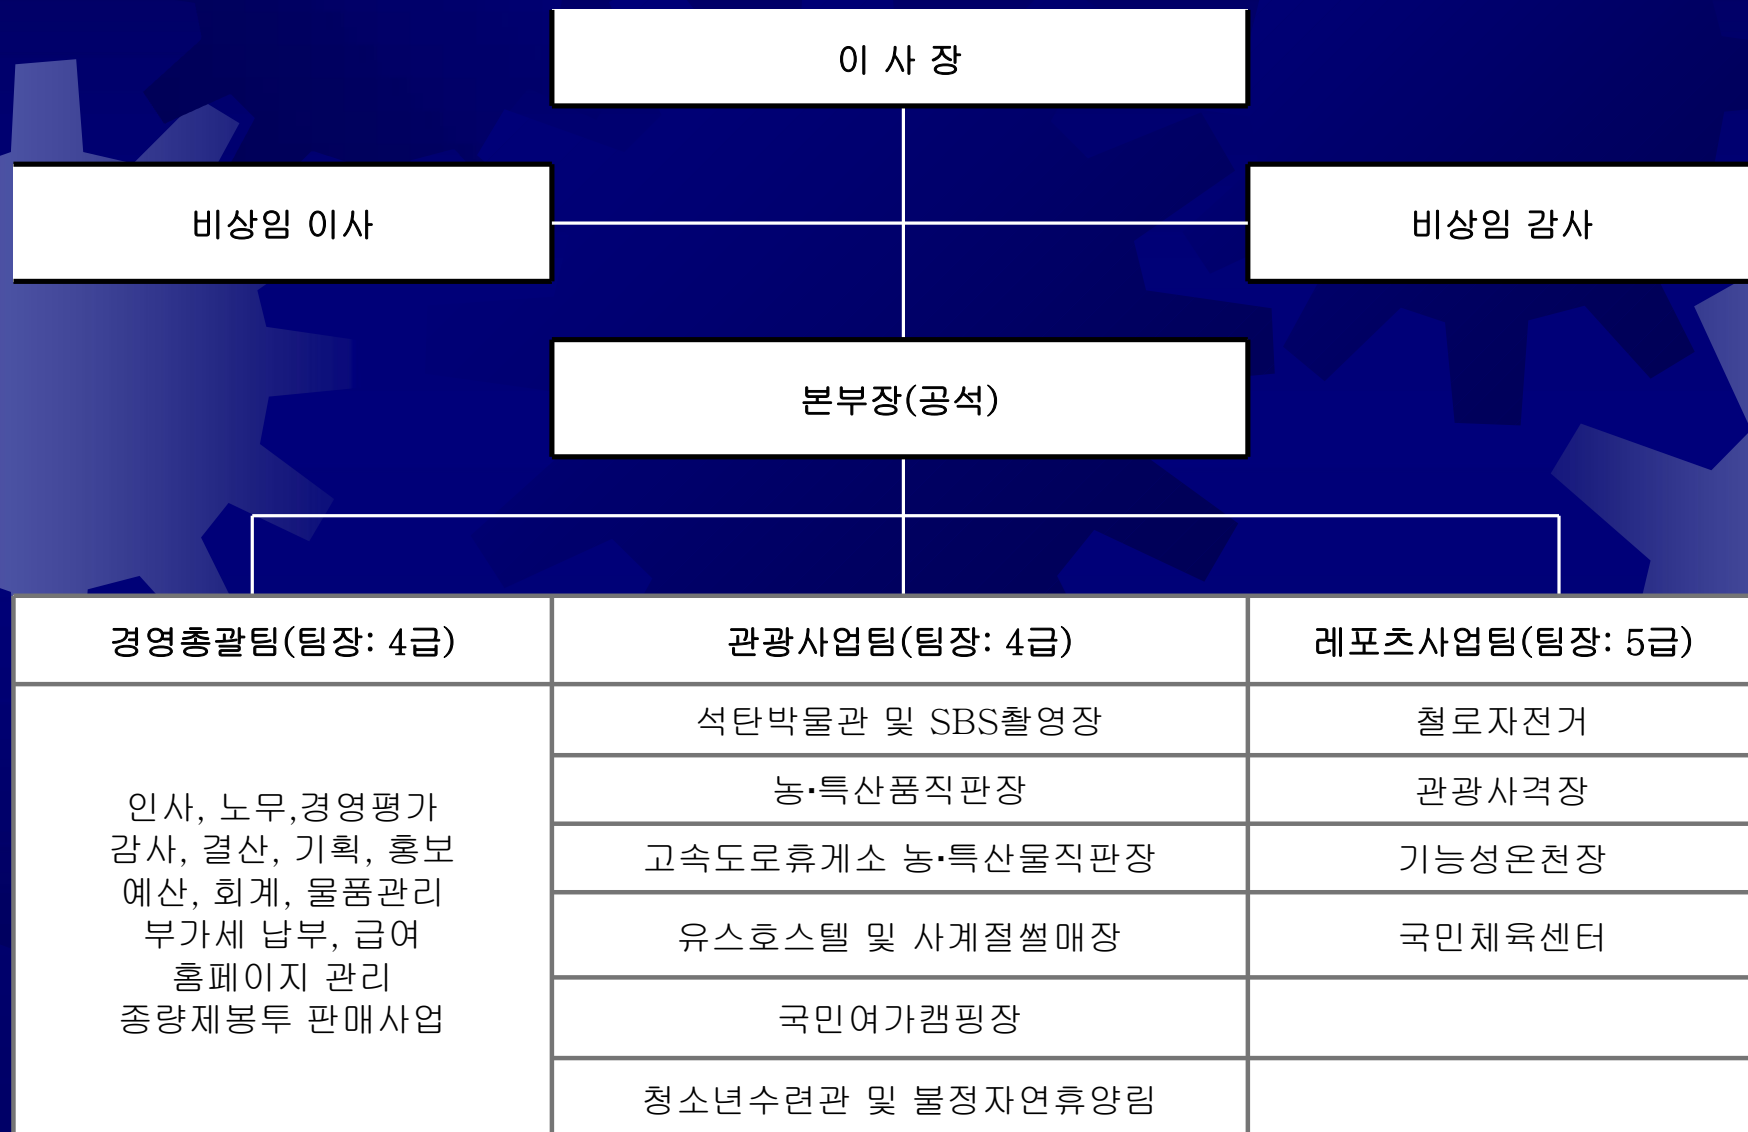 이 사 장
비상임 이사
비상임 감사
본부장(공석)
경영총괄팀(팀장: 4급)
관광사업팀(팀장: 4급)
레포츠사업팀(팀장: 5급)
인사, 노무,경영평가
감사, 결산, 기획, 홍보
예산, 회계, 물품관리
부가세 납부, 급여
홈페이지 관리
종량제봉투 판매사업
석탄박물관 및 SBS촬영장
농·특산품직판장
고속도로휴게소 농·특산물직판장
유스호스텔 및 사계절썰매장
국민여가캠핑장
청소년수련관 및 불정자연휴양림
철로자전거
관광사격장
기능성온천장
국민체육센터